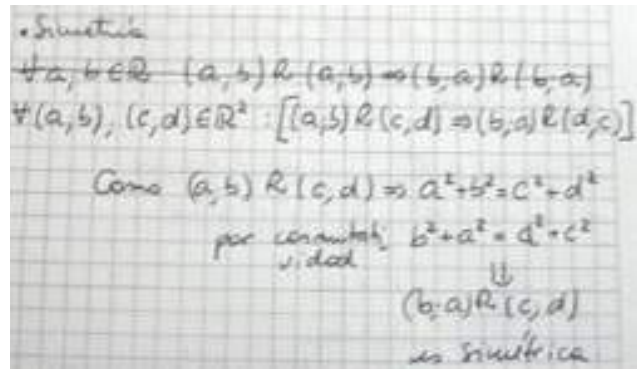 • Simetría
∀a, b ∈ ℝ (a,b) R (a,b) ⇒ (b,a) R (b,a)
∀(a,b), (c,d) ∈ ℝ² : [(a,b) R (c,d) ⇒ (b,a) R (d,c)]
Como (a,b) R (c,d) ⇒ a²+b²=c²+d²
por conmutati b²+a² = d²+c²
vidad
⇓
(b,a) R (c,d)
es simétrica